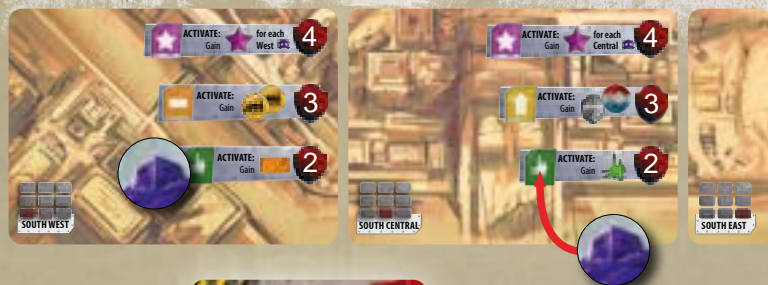 ACTIVATE:
Gain
for each
West
4
ACTIVATE:
Gain
3
ACTIVATE:
Gain
2
SOUTH WEST
ACTIVATE:
Gain
for each
Central
4
ACTIVATE:
Gain
3
ACTIVATE:
Gain
2
SOUTH CENTRAL
SOUTH EAST